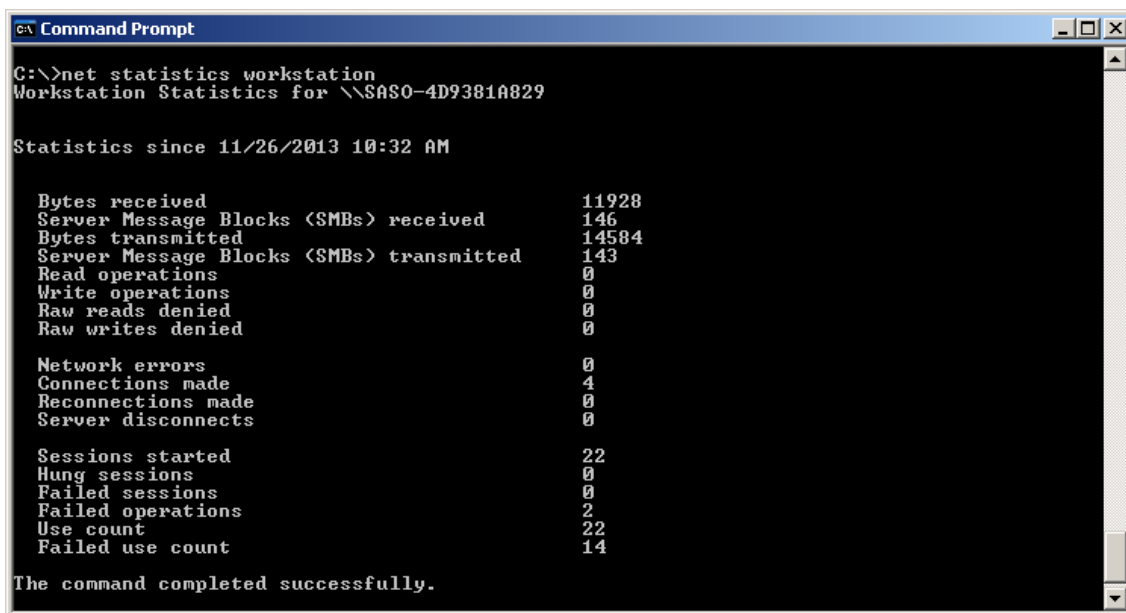 Command Prompt
C:\>net statistics workstation
Workstation Statistics for \\SASO-4D9381A829
Statistics since 11/26/2013 10:32 AM
Bytes received 11928
Server Message Blocks (SMBs) received 146
Bytes transmitted 14584
Server Message Blocks (SMBs) transmitted 143
Read operations 0
Write operations 0
Raw reads denied 0
Raw writes denied 0
Network errors 0
Connections made 4
Reconnections made 0
Server disconnects 0
Sessions started 22
Hung sessions 0
Failed sessions 0
Failed operations 2
Use count 22
Failed use count 14
The command completed successfully.